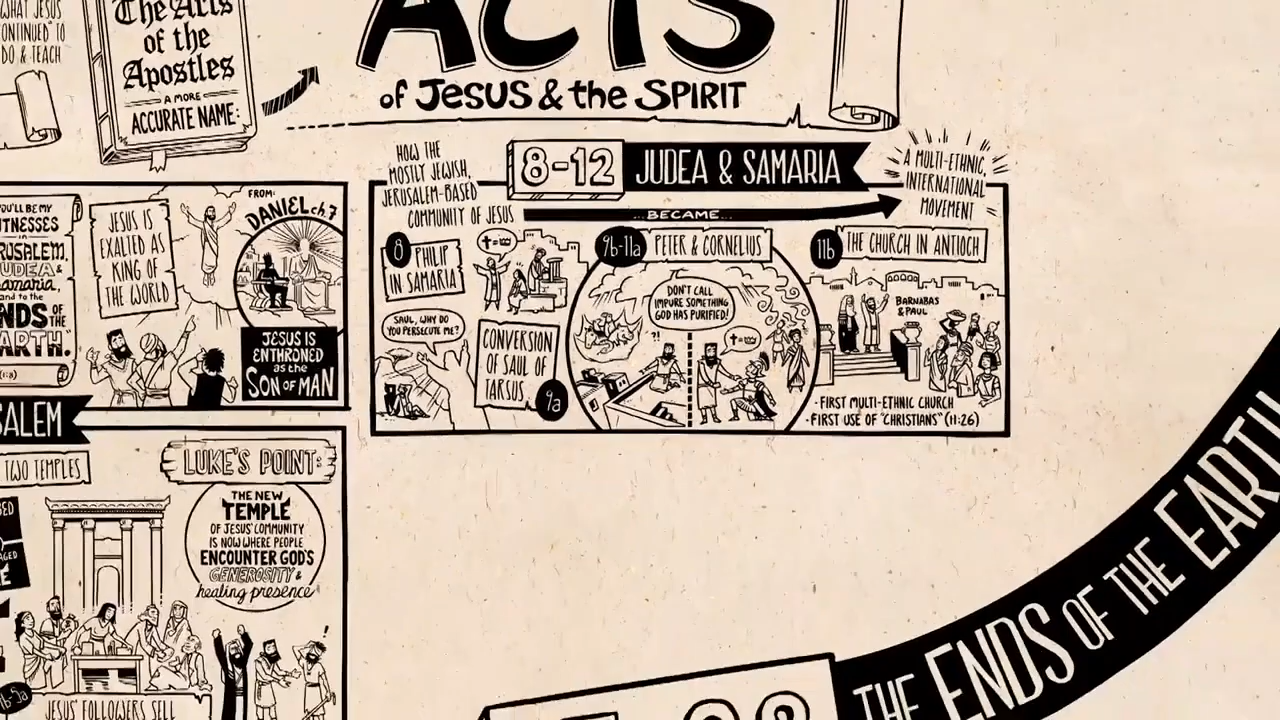 WHAT JESUS
CONTINUED" TO
DO & TEACH
The Acts
of the
Apostles
A MORE
ACCURATE NAME:
ACTS
of JESUS & the SPIRIT
YOU'LL BE MY
WITNESSES
in
JERUSALEM,
JUDEA &
Samaria,
and to the
ENDS OF THE
EARTH."
(1:8)
JESUS IS
EXALTED AS
KING OF
THE WORLD
FROM:
DANIEL ch.7
JESUS IS
ENTHRONED
as the
SON OF MAN
HOW THE
MOSTLY JEWISH,
JERUSALEM-BASED
COMMUNITY OF JESUS
8-12 JUDEA & SAMARIA
...BECAME...
A MULTI-ETHNIC,
INTERNATIONAL
MOVEMENT
8 PHILIP
IN SAMARIA
SAUL, WHY DO
YOU PERSECUTE ME?
CONVERSION
OF SAUL OF
TARSUS
9a
9b-11a PETER & CORNELIUS
DON'T CALL
IMPURE SOMETHING
GOD HAS PURIFIED!
?!
11b THE CHURCH IN ANTIOCH
BARNABAS
& PAUL
- FIRST MULTI-ETHNIC CHURCH
- FIRST USE OF "CHRISTIANS" (11:26)
SALEM
TWO TEMPLES
LUKE'S POINT:
THE NEW
TEMPLE
OF JESUS' COMMUNITY
IS NOW WHERE PEOPLE
ENCOUNTER GOD'S
GENEROSITY &
healing presence
!
JESUS' FOLLOWERS SELL
THE ENDS OF THE EARTH